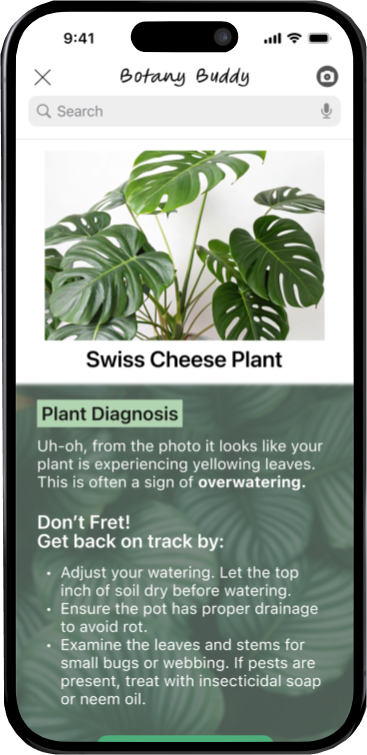 9:41
Botany Buddy
Search
Swiss Cheese Plant
Plant Diagnosis
Uh-oh, from the photo it looks like your
plant is experiencing yellowing leaves.
This is often a sign of overwatering.
Don’t Fret!
Get back on track by:
• Adjust your watering. Let the top
inch of soil dry before watering.
• Ensure the pot has proper drainage
to avoid rot.
• Examine the leaves and stems for
small bugs or webbing. If pests are
present, treat with insecticidal soap
or neem oil.